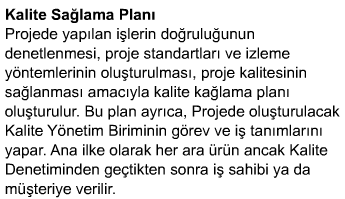 Kalite Sağlama Planı
Projede yapılan işlerin doğruluğunun
denetlenmesi, proje standartları ve izleme
yöntemlerinin oluşturulması, proje kalitesinin
sağlanması amacıyla kalite kağlama planı
oluşturulur. Bu plan ayrıca, Projede oluşturulacak
Kalite Yönetim Biriminin görev ve iş tanımlarını
yapar. Ana ilke olarak her ara ürün ancak Kalite
Denetiminden geçtikten sonra iş sahibi ya da
müşteriye verilir.